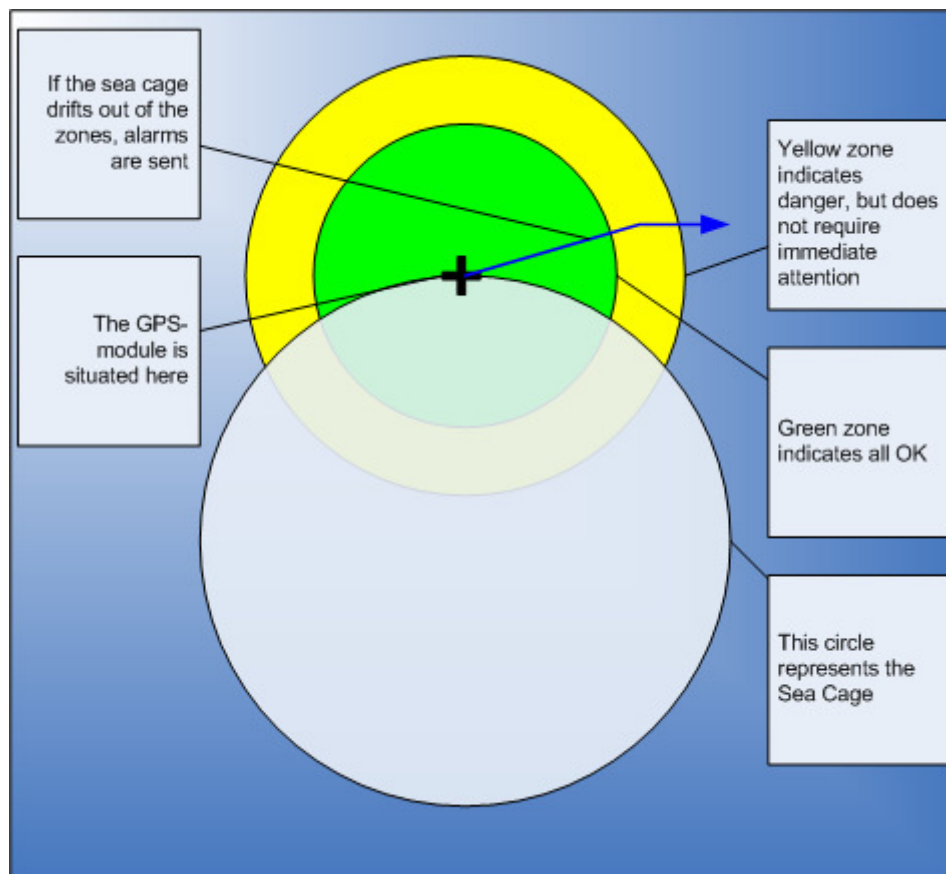 If the sea cage
drifts out of the
zones, alarms
are sent
The GPS-
module is
situated here
Yellow zone
indicates
danger, but does
not require
immediate
attention
Green zone
indicates all OK
This circle
represents the
Sea Cage